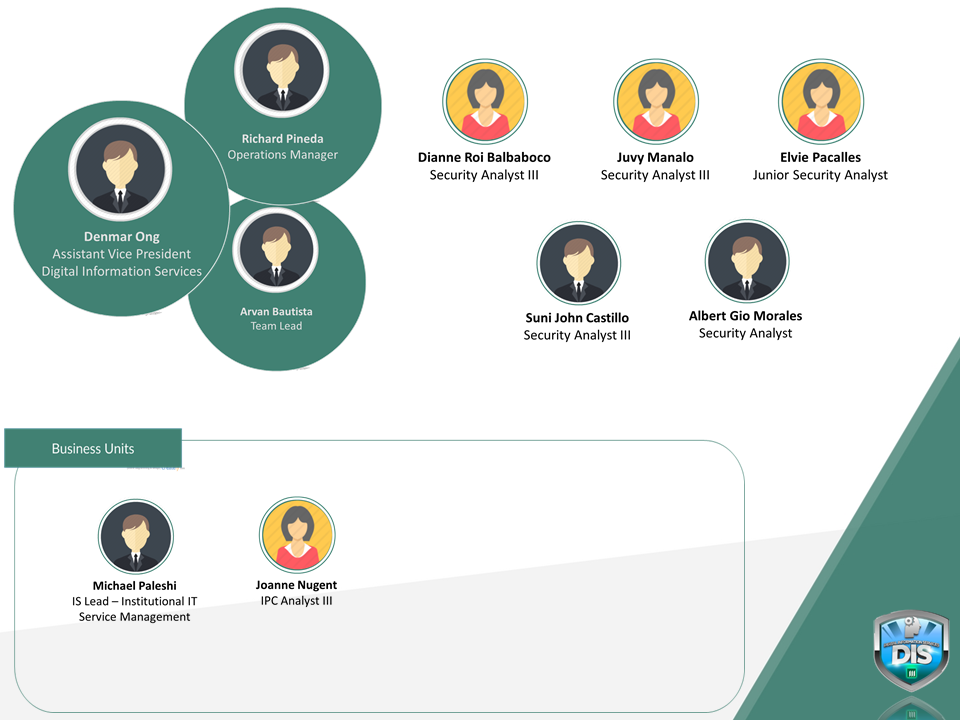 Richard Pineda
Operations Manager
Denmar Ong
Assistant Vice President
Digital Information Services
Arvan Bautista
Team Lead
Dianne Roi Balbaboco
Security Analyst III
Juvy Manalo
Security Analyst III
Elvie Pacalles
Junior Security Analyst
Suni John Castillo
Security Analyst III
Albert Gio Morales
Security Analyst
Business Units
Michael Paleshi
IS Lead – Institutional IT
Service Management
Joanne Nugent
IPC Analyst III
DIS